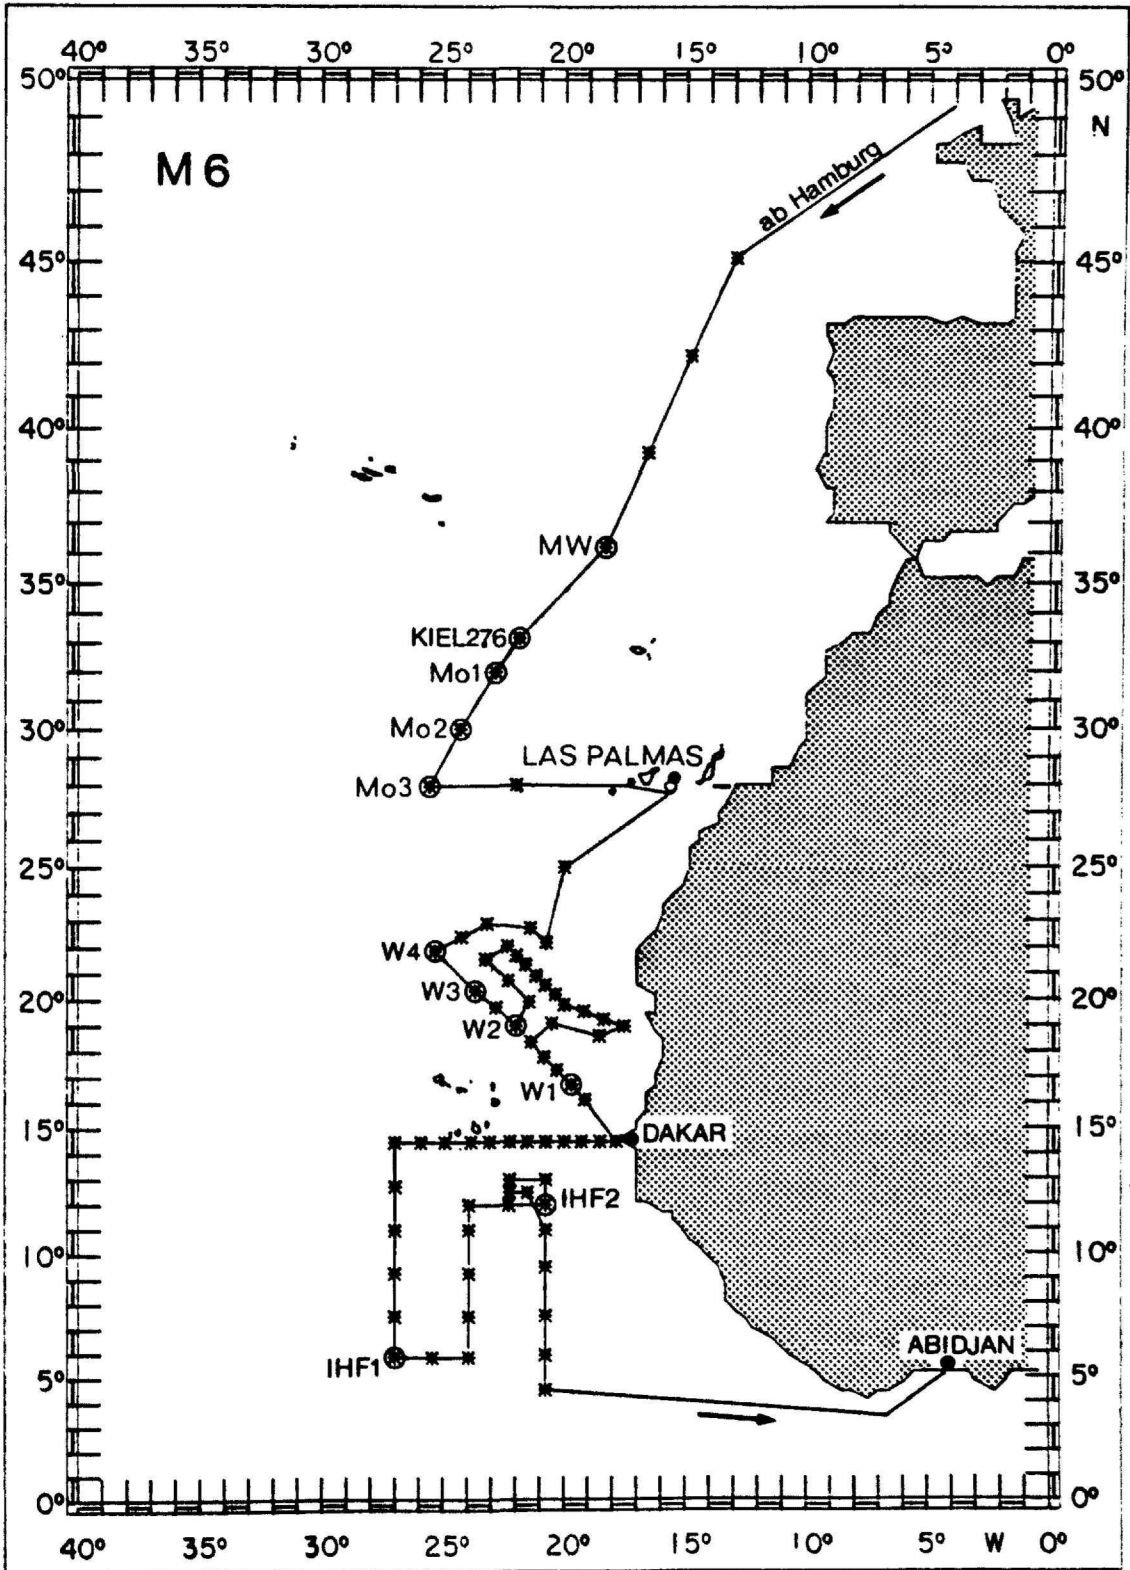 40° 35° 30° 25° 20° 15° 10° 5° 0°
50° 50°
N
M 6
ab Hamburg
45° 45°
40° 40°
MW
35° 35°
KIEL276
Mo1
Mo2
30° 30°
LAS PALMAS
Mo3
25° 25°
W4
W3
20° 20°
W2
W1
15° DAKAR 15°
IHF2
10° 10°
ABIDJAN
IHF1
5° 5°
0° 0°
40° 35° 30° 25° 20° 15° 10° 5° W 0°